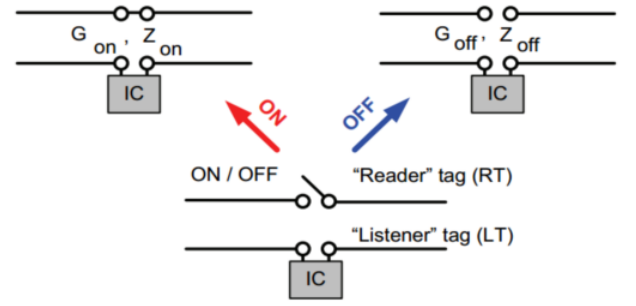 G on , Z on
IC
G off , Z off
IC
ON
OFF
ON / OFF
“Reader” tag (RT)
“Listener” tag (LT)
IC